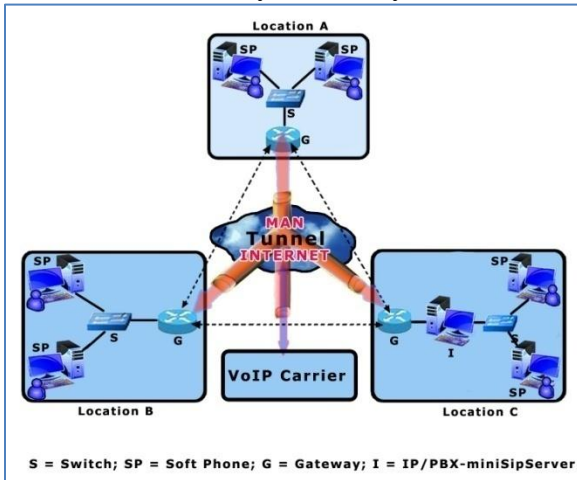 Location A
SP
SP
S
G
MAN
Tunnel
INTERNET
SP
SP
S
G
Location B
VoIP Carrier
G
I
S
SP
SP
Location C
S = Switch; SP = Soft Phone; G = Gateway; I = IP/PBX-miniSipServer